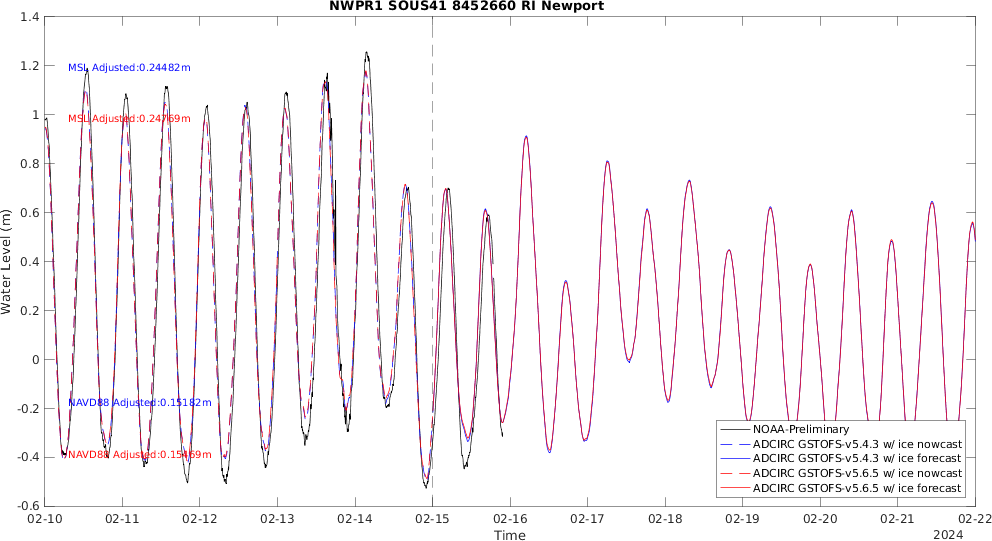 NWPR1 SOUS41 8452660 RI Newport
1.4
1.2
1
0.8
0.6
0.4
0.2
0
-0.2
-0.4
-0.6
Water Level (m)
MSL Adjusted:0.24482m
MSL Adjusted:0.24769m
NAVD88 Adjusted:0.15182m
NAVD88 Adjusted:0.15469m
NOAA-Preliminary
ADCIRC GSTOFS-v5.4.3 w/ ice nowcast
ADCIRC GSTOFS-v5.4.3 w/ ice forecast
ADCIRC GSTOFS-v5.6.5 w/ ice nowcast
ADCIRC GSTOFS-v5.6.5 w/ ice forecast
02-10 02-11 02-12 02-13 02-14 02-15 02-16 02-17 02-18 02-19 02-20 02-21 02-22
Time
2024